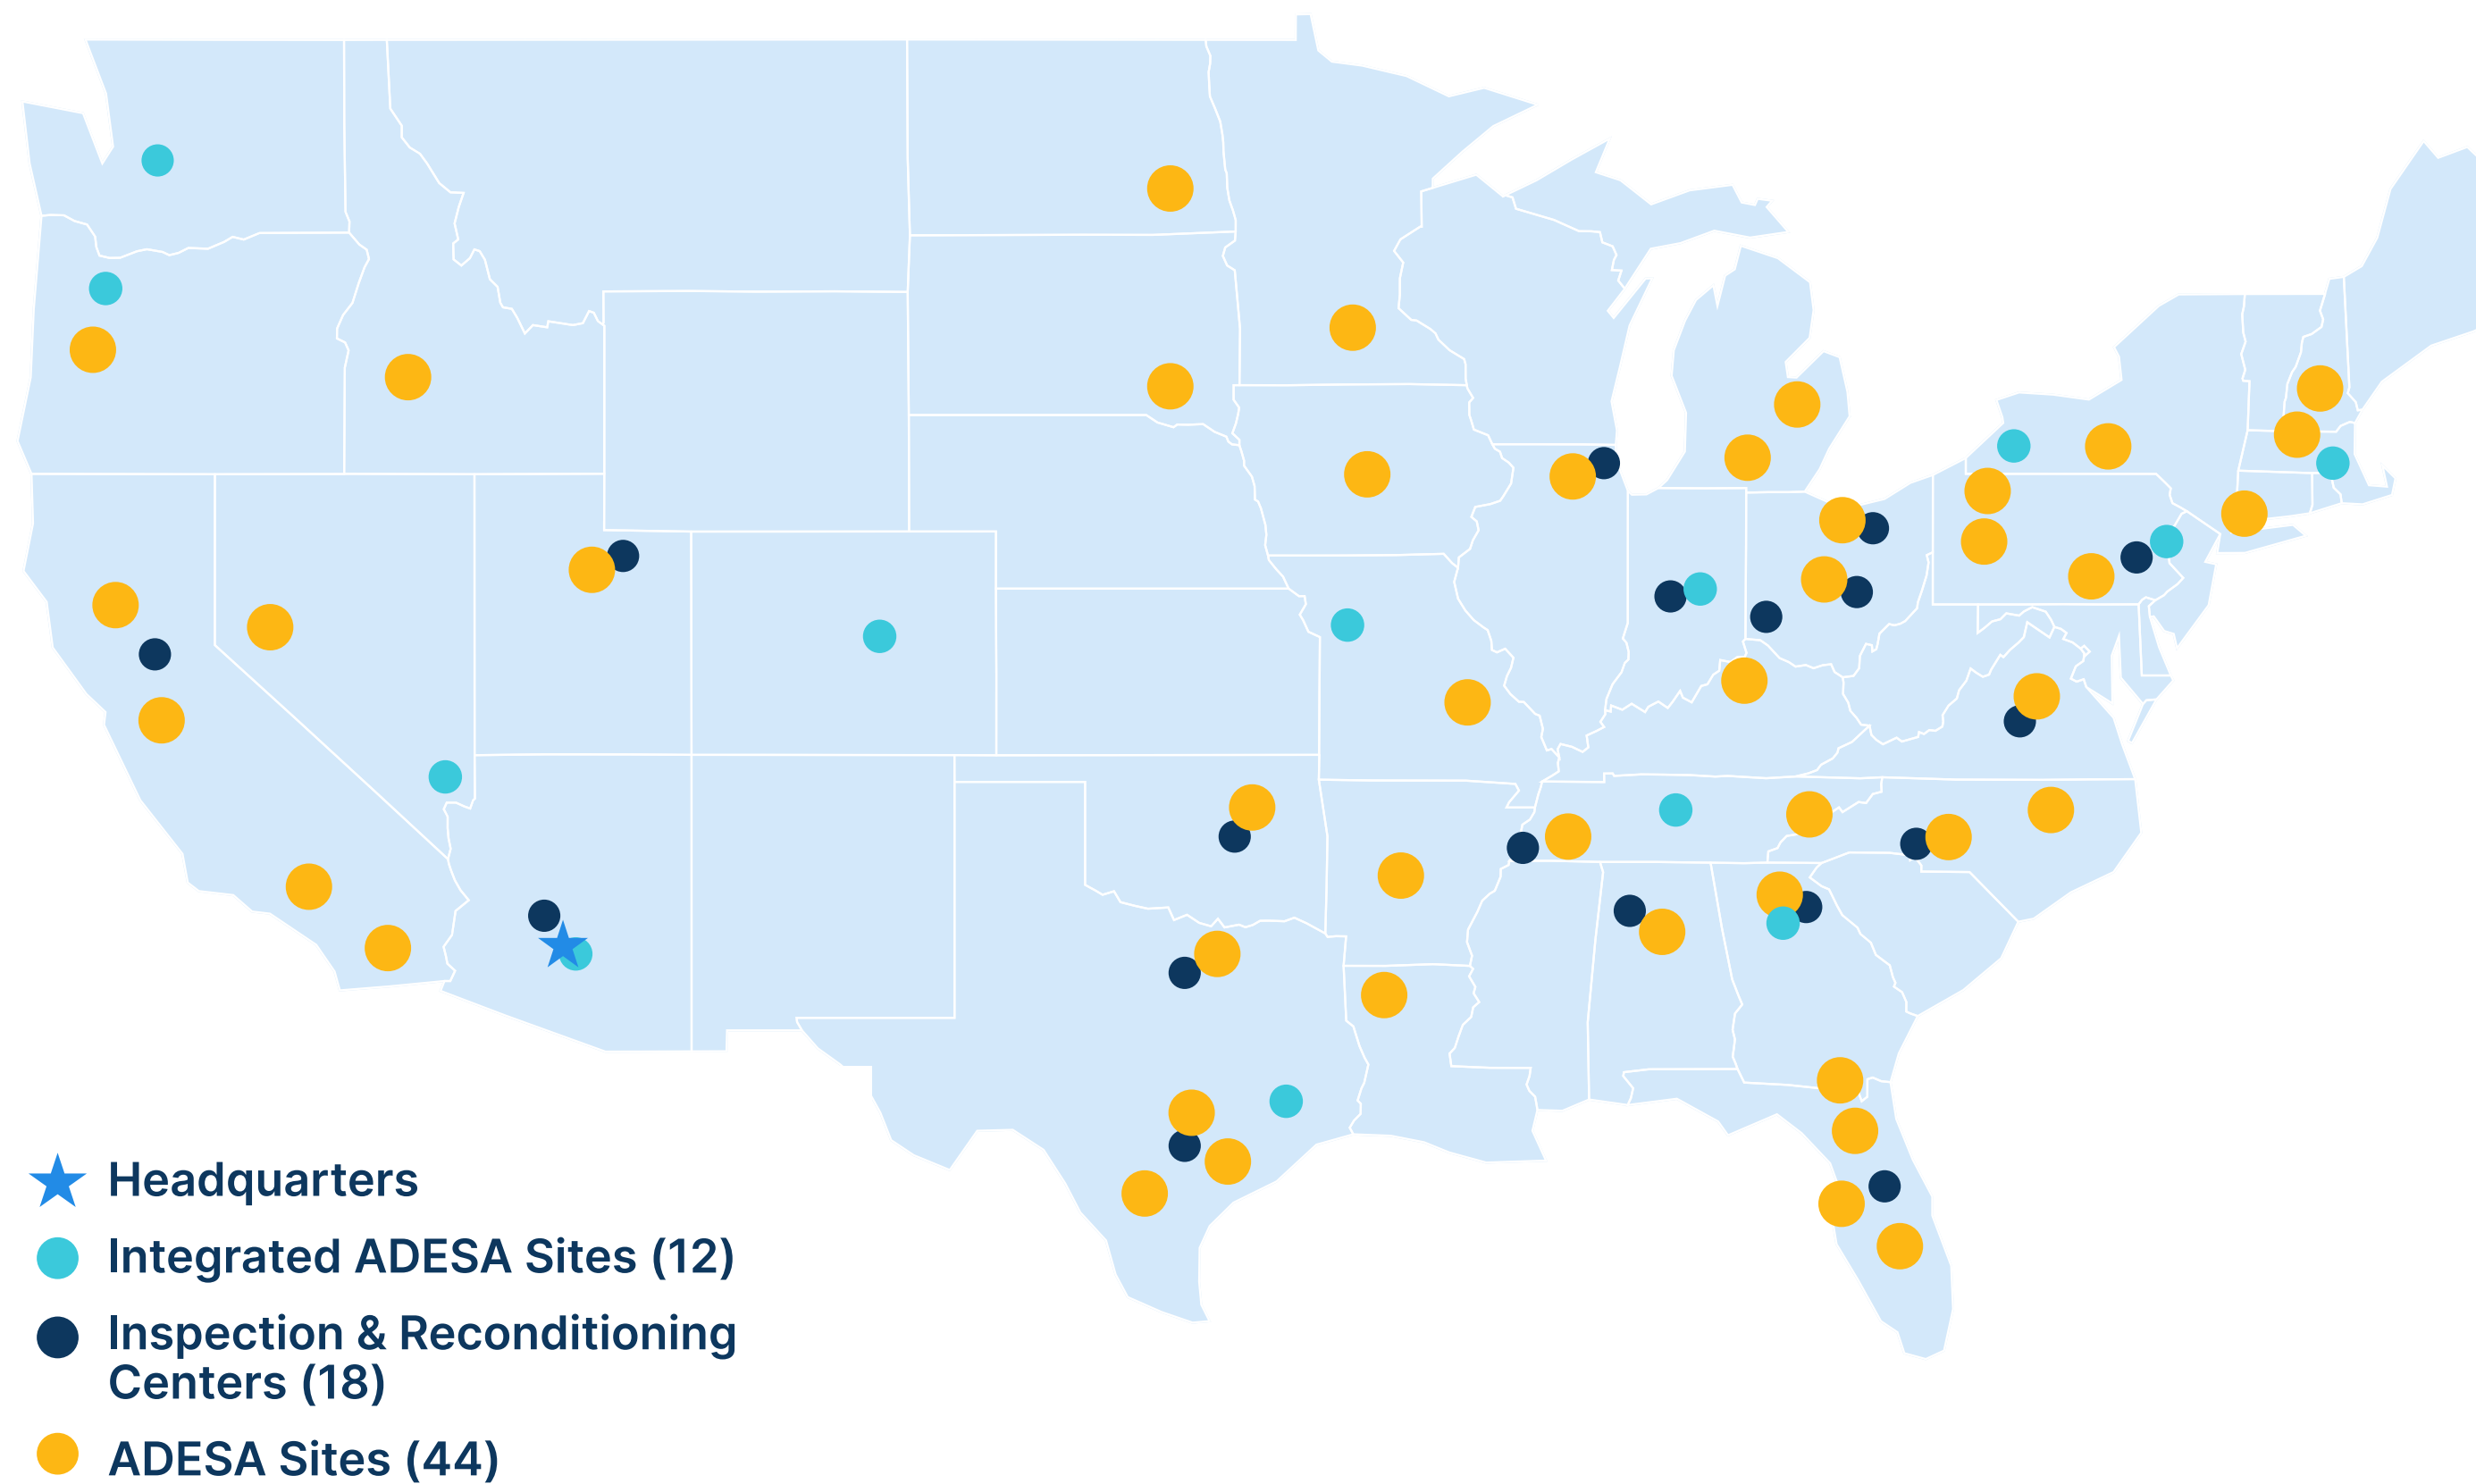 Headquarters
Integrated ADESA Sites (12)
Inspection & Reconditioning
Centers (18)
ADESA Sites (44)